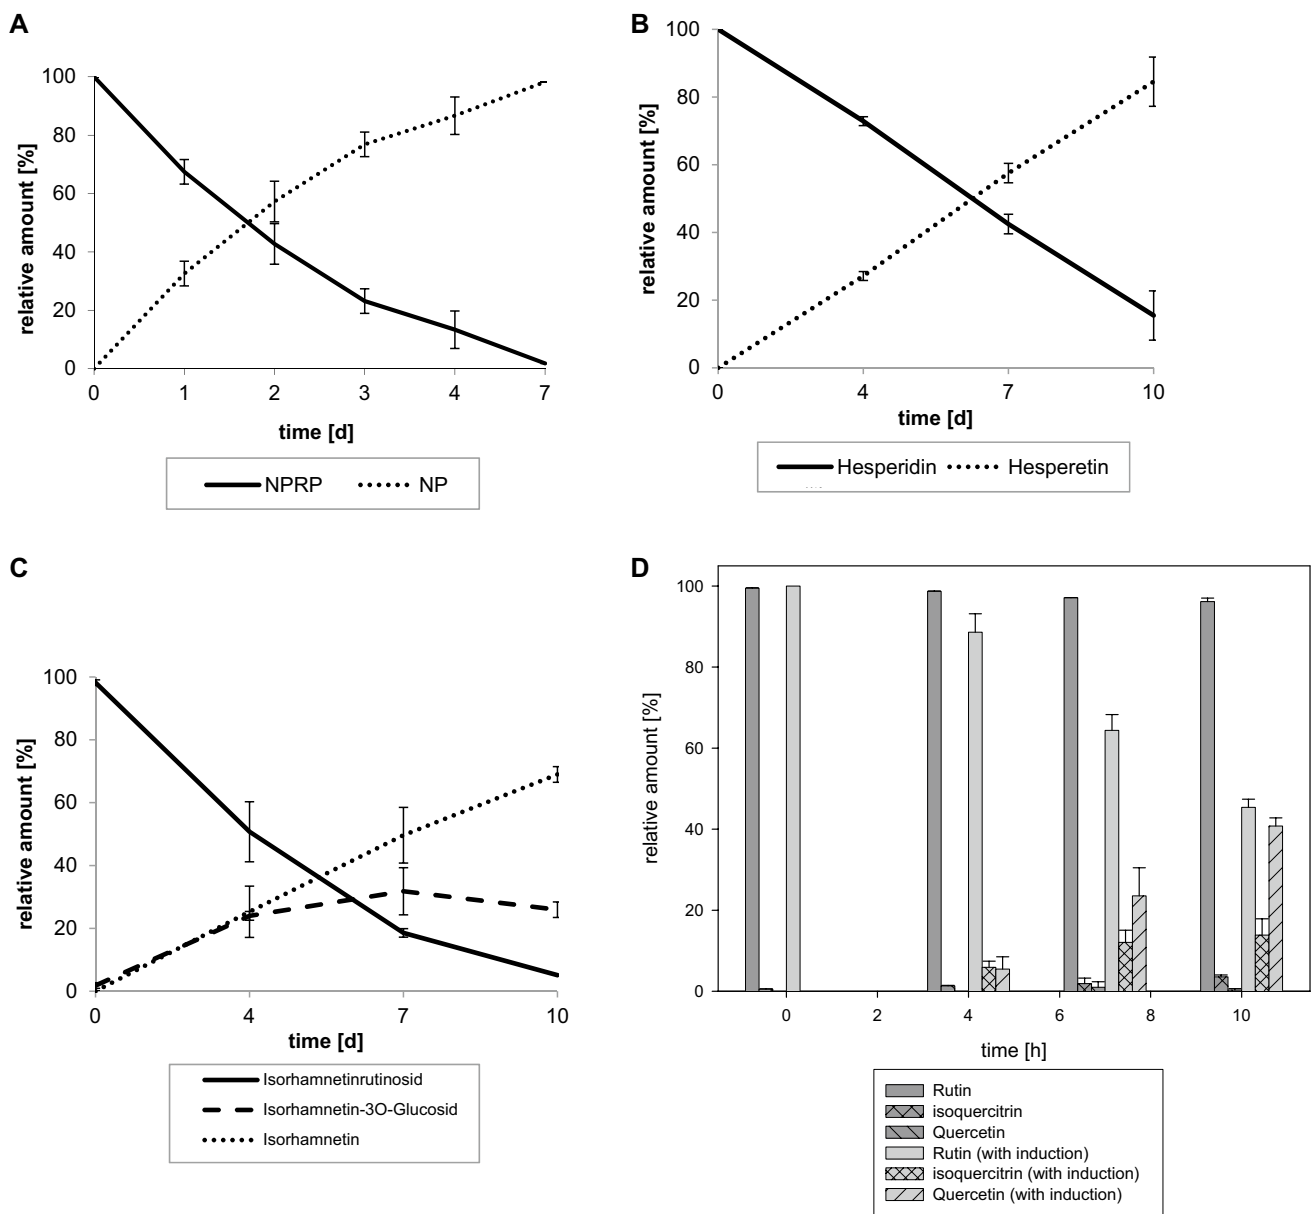 A
100
80
60
40
20
0
relative amount [%]
0 1 2 3 4 7
time [d]
NPRP NP
B
100
80
60
40
20
0
relative amount [%]
0 4 7 10
time [d]
Hesperidin Hesperetin
C
100
80
60
40
20
0
relative amount [%]
0 4 7 10
time [d]
Isorhamnetinrutinosid
Isorhamnetin-3O-Glucosid
Isorhamnetin
D
100
80
60
40
20
0
relative amount [%]
0 2 4 6 8 10
time [h]
Rutin
isoquercitrin
Quercetin
Rutin (with induction)
isoquercitrin (with induction)
Quercetin (with induction)